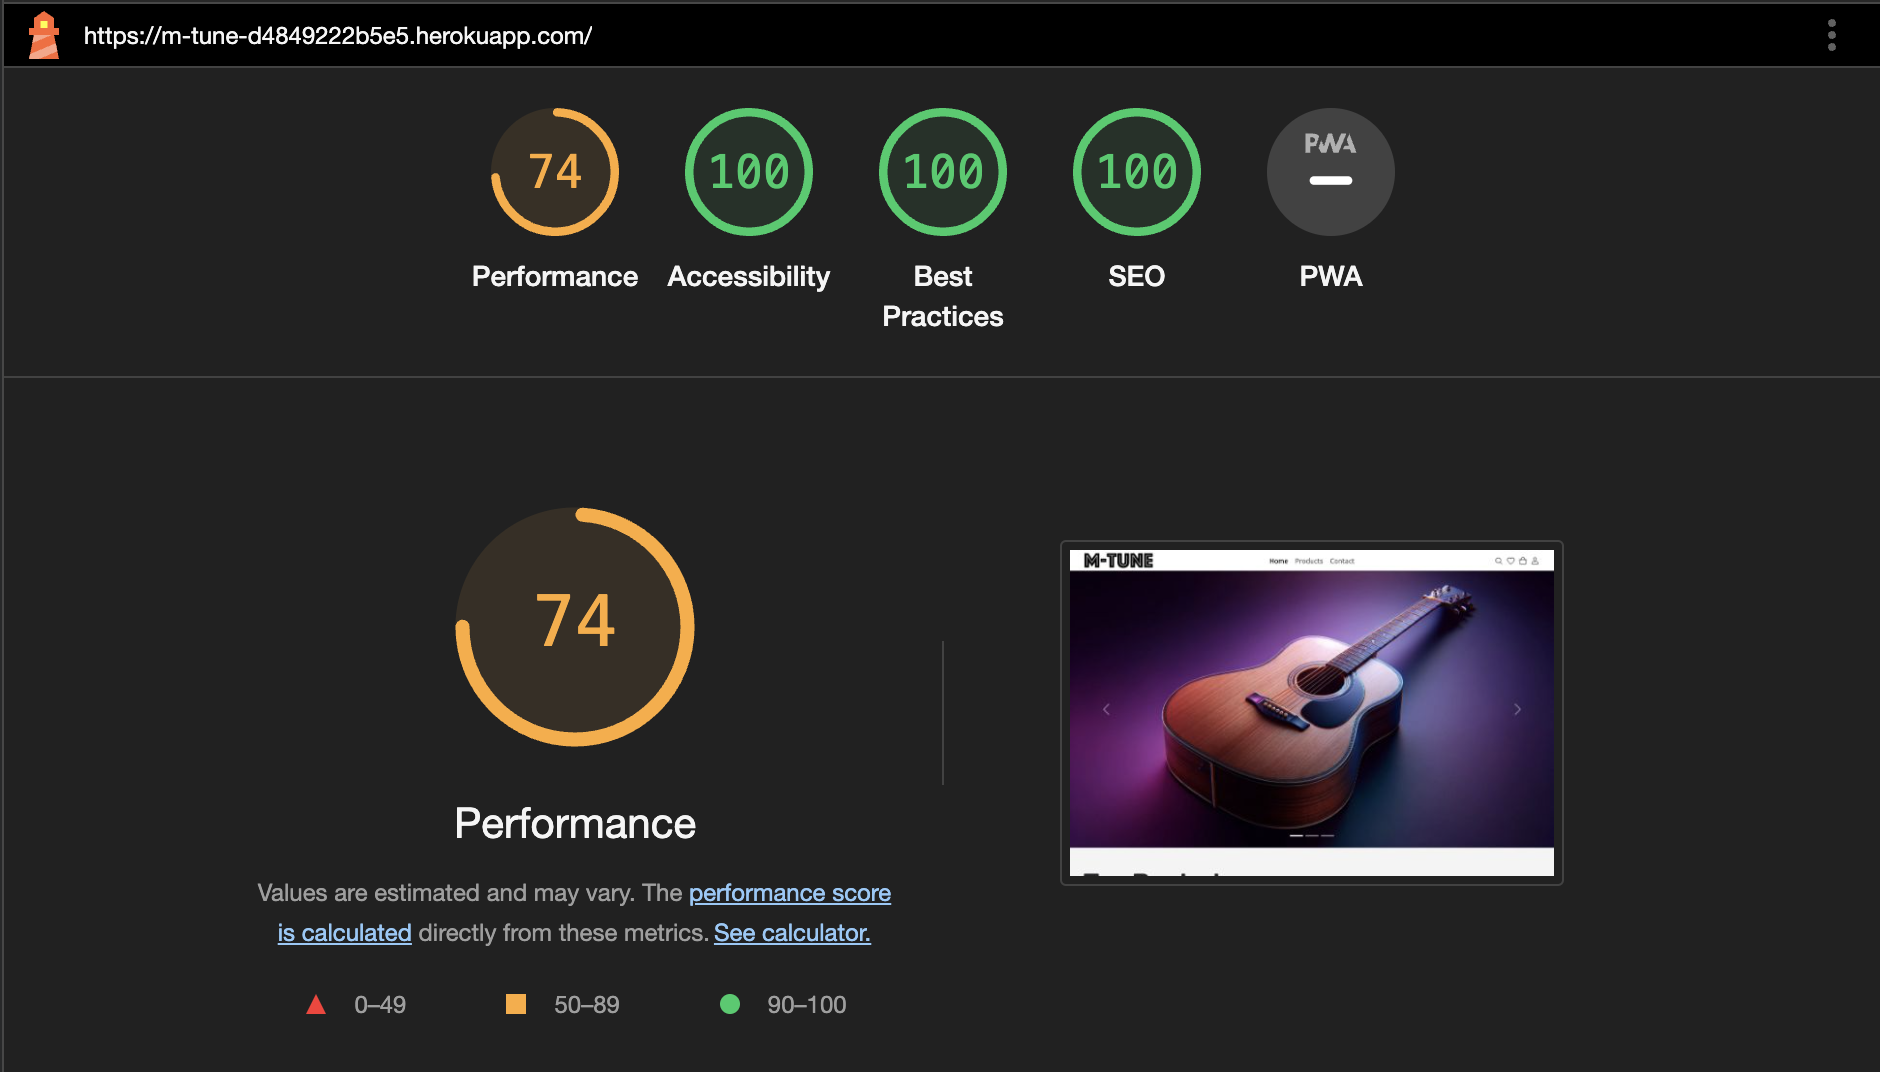 https://m-tune-d4849222b5e5.herokuapp.com/
74
100
100
100
PWA
Performance
Accessibility
Best
Practices
SEO
PWA
74
Performance
Values are estimated and may vary. The performance score
is calculated directly from these metrics. See calculator.
0–49
50–89
90–100
M-TUNE
Home Products Contact